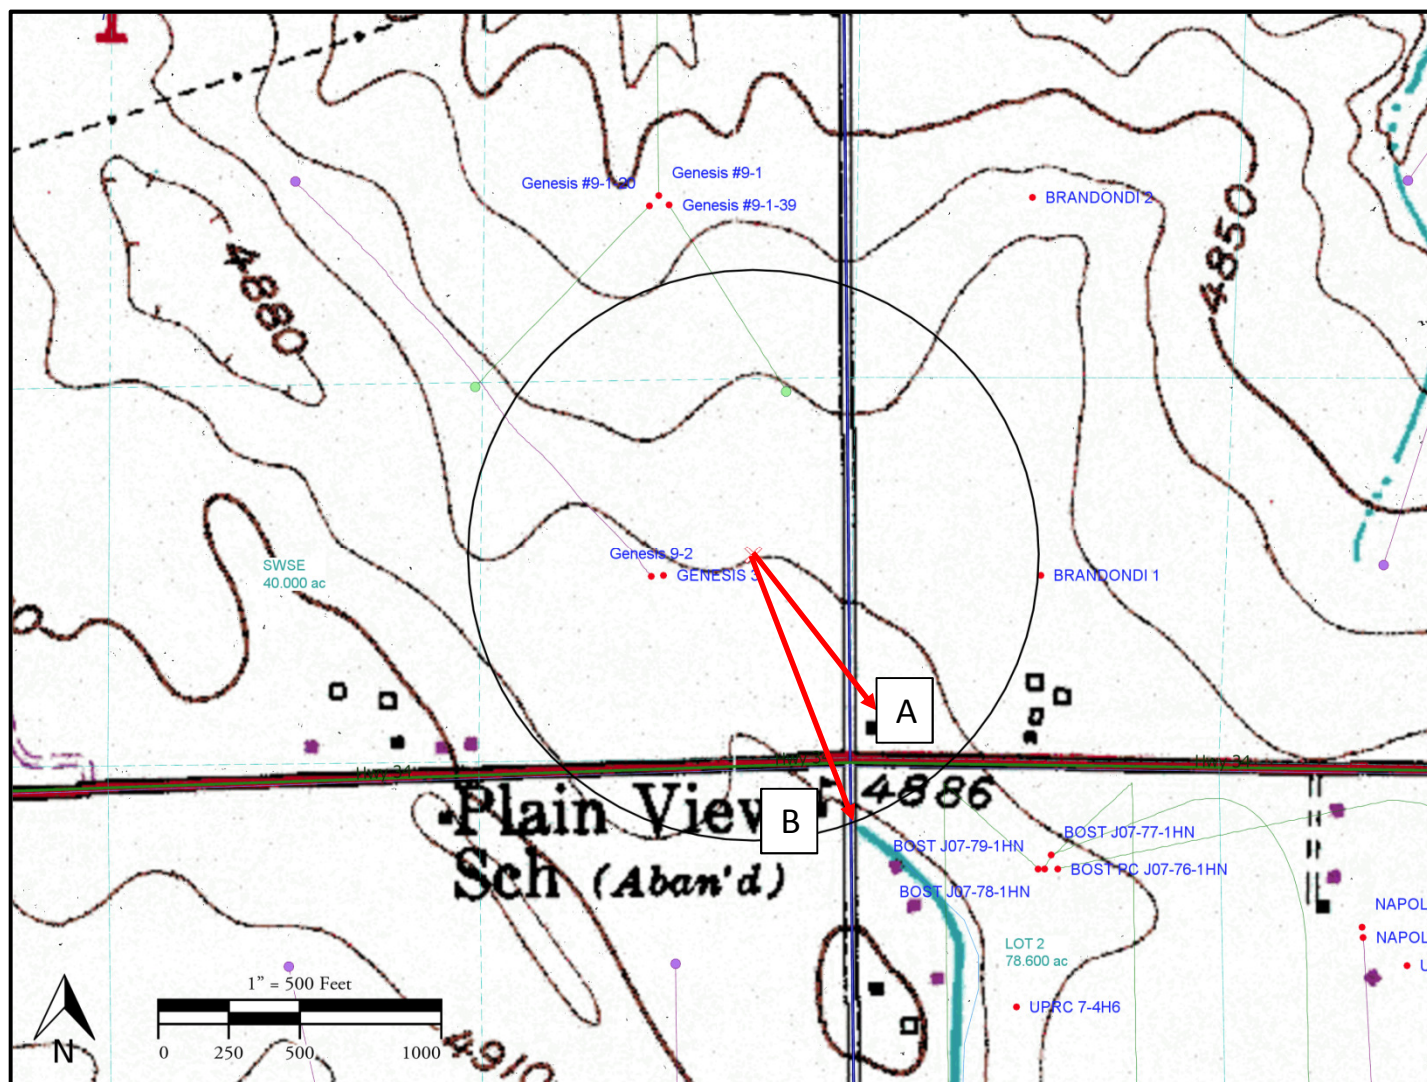 1
Genesis #9-1
Genesis #9-1-20
Genesis #9-1-39
BRANDONDI 2
4880
4850
Genesis 9-2
GENESIS 3
BRANDONDI 1
SWSE
40.000 ac
A
Hwy 34
Hwy 34
Plain View
4886
B
Sch (Aban'd)
BOST J07-77-1HN
BOST J07-79-1HN
BOST PC J07-76-1HN
BOST J07-78-1HN
NAPOL
NAPOL
LOT 2
78.600 ac
U
1" = 500 Feet
UPRC 7-4H6
N
0 250 500 1000
4910